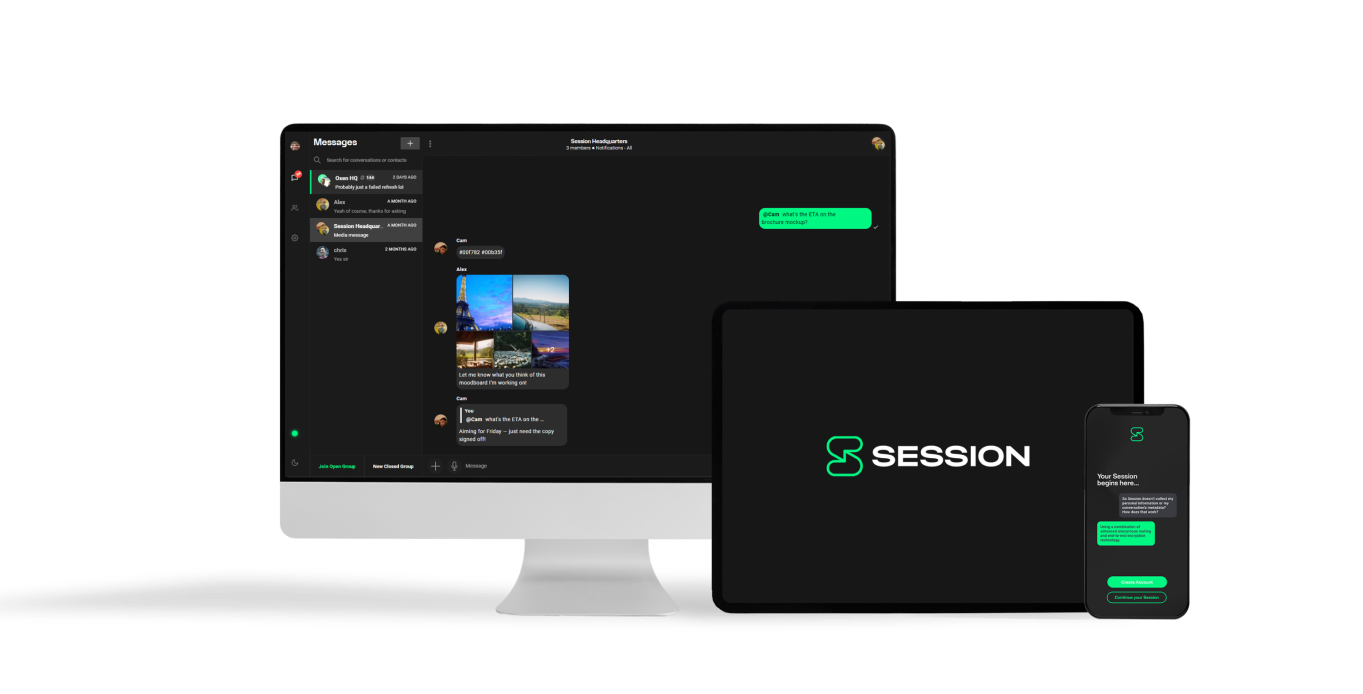 Messages
+
Search for conversations or contacts
Oxen HQ @ 144 2 DAYS AGO
Probably just a failed refresh lol
Alex A MONTH AGO
Yeah of course, thanks for asking
Session Headquar... A MONTH AGO
Media message
chris 2 MONTHS AGO
Yes sir
Join Open Group New Closed Group
Session Headquarters
3 members • Notifications - All
@Cam what's the ETA on the
brochure mockup?
Cam
#00f782 #00b35f
Alex
+2
Let me know what you think of this
moodboard I'm working on!
Cam
You
@Cam what's the ETA on the ...
Aiming for Friday – just need the copy
signed off!
Message
SESSION
Your Session
begins here...
So Session doesn't collect my
personal information or my
conversation's metadata?
How does that work?
Using a combination of
advanced anonymous routing
and end-to-end encryption
technology.
Create Account
Continue your Session